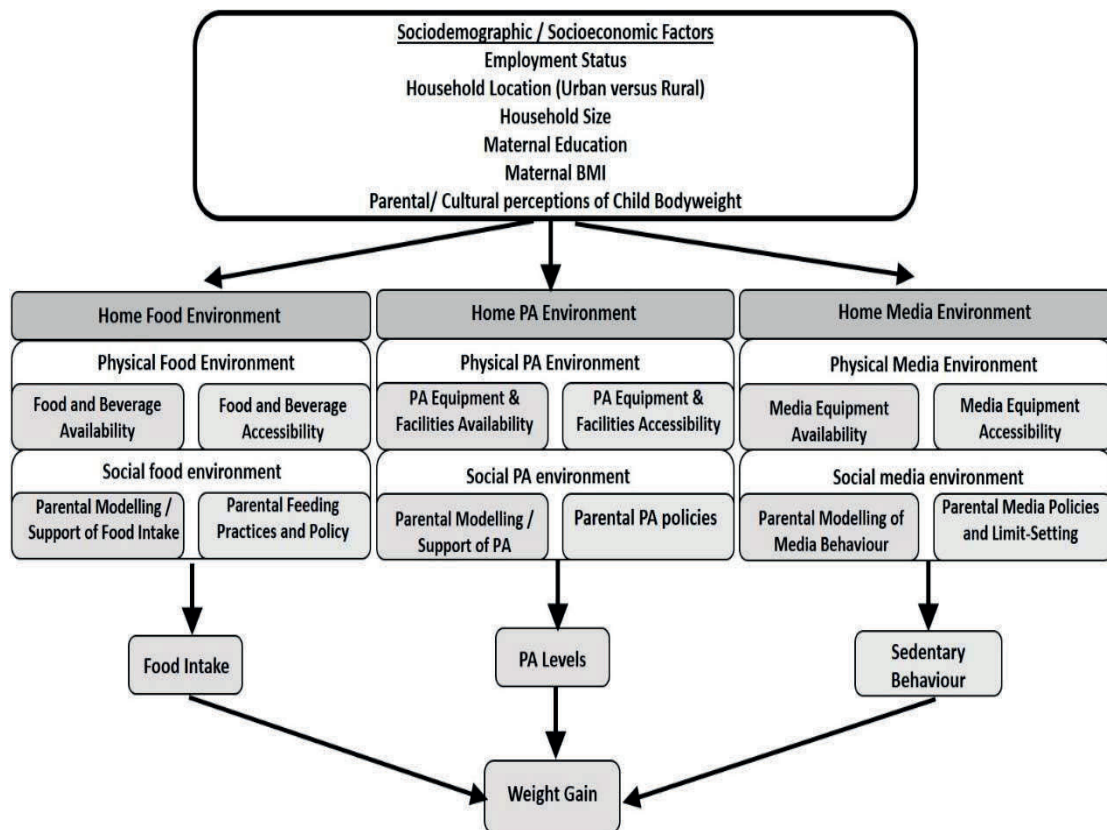 Sociodemographic / Socioeconomic Factors
Employment Status
Household Location (Urban versus Rural)
Household Size
Maternal Education
Maternal BMI
Parental/ Cultural perceptions of Child Bodyweight
Home Food Environment
Physical Food Environment
Food and Beverage
Availability
Food and Beverage
Accessibility
Social food environment
Parental Modelling /
Support of Food Intake
Parental Feeding
Practices and Policy
Home PA Environment
Physical PA Environment
PA Equipment &
Facilities Availability
PA Equipment &
Facilities Accessibility
Social PA environment
Parental Modelling /
Support of PA
Parental PA policies
Home Media Environment
Physical Media Environment
Media Equipment
Availability
Media Equipment
Accessibility
Social media environment
Parental Modelling of
Media Behaviour
Parental Media Policies
and Limit-Setting
Food Intake
PA Levels
Sedentary
Behaviour
Weight Gain